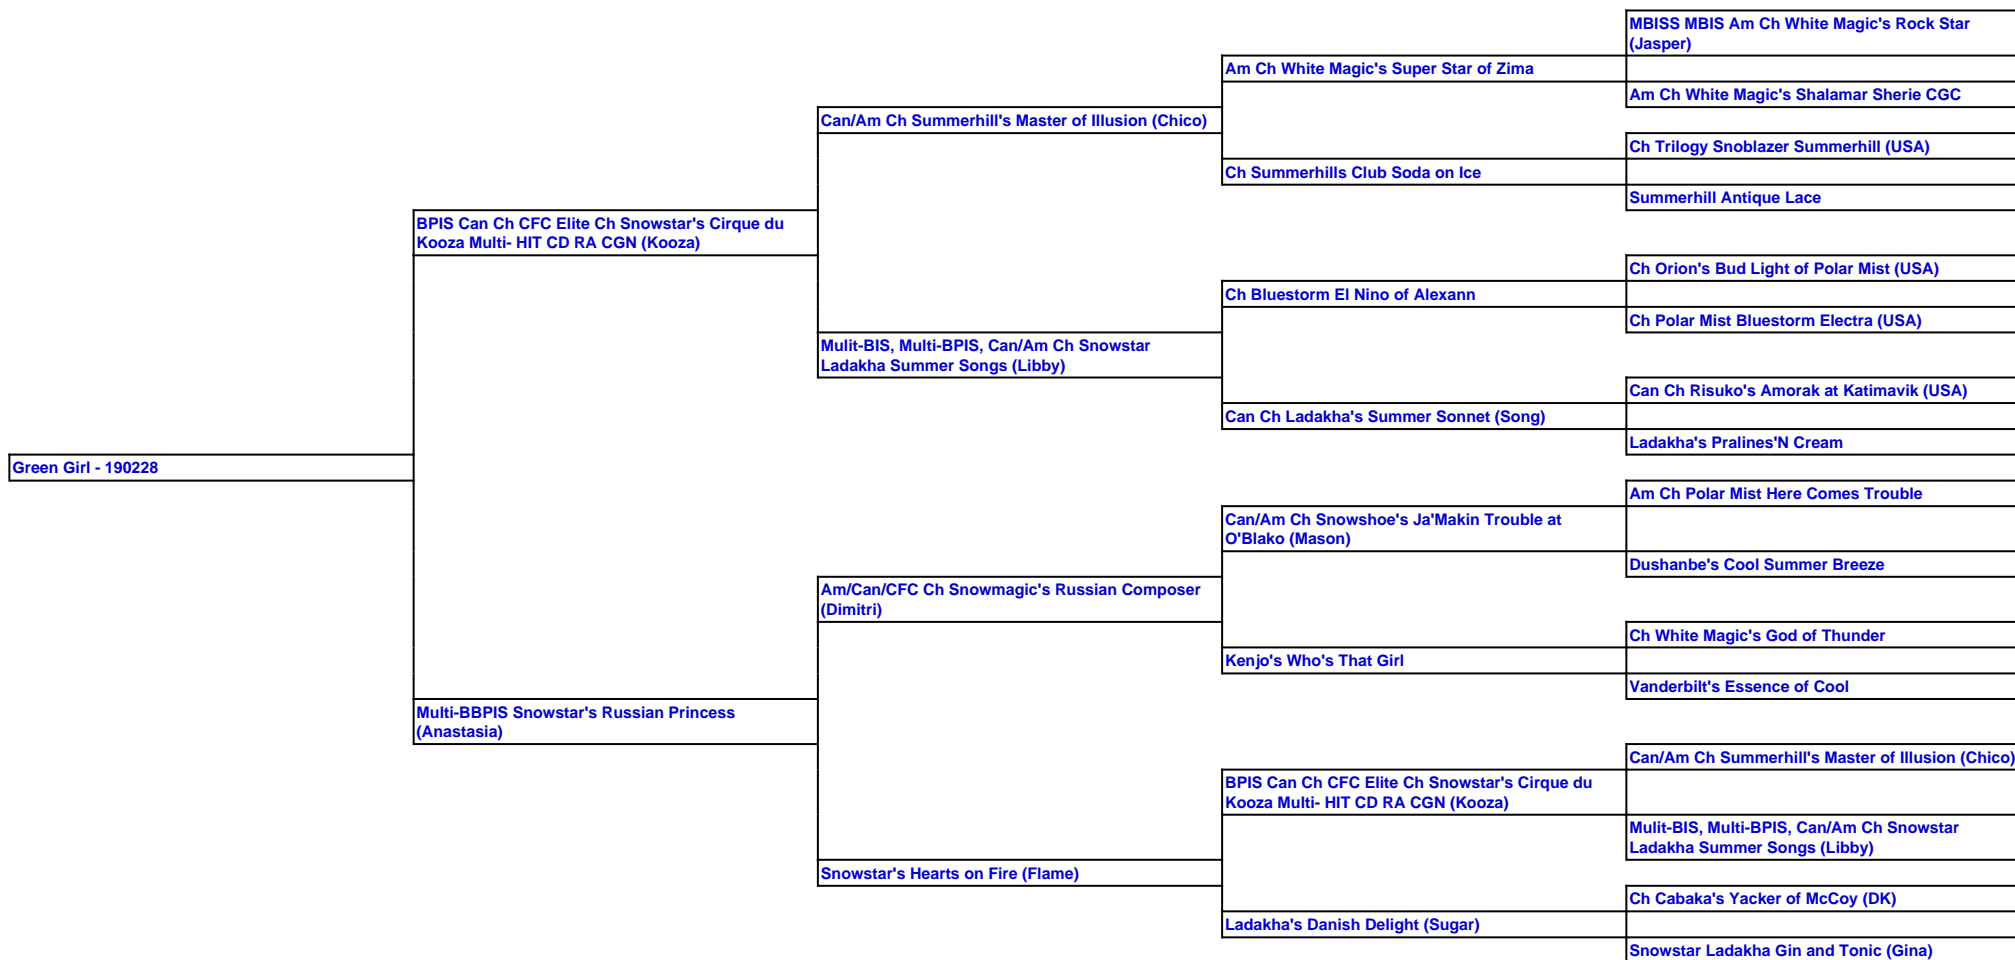 MBISS MBIS Am Ch White Magic's Rock Star
(Jasper)
Am Ch White Magic's Super Star of Zima
Am Ch White Magic's Shalamar Sherie CGC
Can/Am Ch Summerhill's Master of Illusion (Chico)
Ch Trilogy Snoblazer Summerhill (USA)
Ch Summerhills Club Soda on Ice
Summerhill Antique Lace
BPIS Can Ch CFC Elite Ch Snowstar's Cirque du
Kooza Multi- HIT CD RA CGN (Kooza)
Ch Orion's Bud Light of Polar Mist (USA)
Ch Bluestorm El Nino of Alexann
Ch Polar Mist Bluestorm Electra (USA)
Mulit-BIS, Multi-BPIS, Can/Am Ch Snowstar
Ladakha Summer Songs (Libby)
Can Ch Risuko's Amorak at Katimavik (USA)
Can Ch Ladakha's Summer Sonnet (Song)
Ladakha's Pralines'N Cream
Green Girl - 190228
Am Ch Polar Mist Here Comes Trouble
Can/Am Ch Snowshoe's Ja'Makin Trouble at
O'Blako (Mason)
Dushanbe's Cool Summer Breeze
Am/Can/CFC Ch Snowmagic's Russian Composer
(Dimitri)
Ch White Magic's God of Thunder
Kenjo's Who's That Girl
Vanderbilt's Essence of Cool
Multi-BBPIS Snowstar's Russian Princess
(Anastasia)
Can/Am Ch Summerhill's Master of Illusion (Chico)
BPIS Can Ch CFC Elite Ch Snowstar's Cirque du
Kooza Multi- HIT CD RA CGN (Kooza)
Mulit-BIS, Multi-BPIS, Can/Am Ch Snowstar
Ladakha Summer Songs (Libby)
Snowstar's Hearts on Fire (Flame)
Ch Cabaka's Yacker of McCoy (DK)
Ladakha's Danish Delight (Sugar)
Snowstar Ladakha Gin and Tonic (Gina)